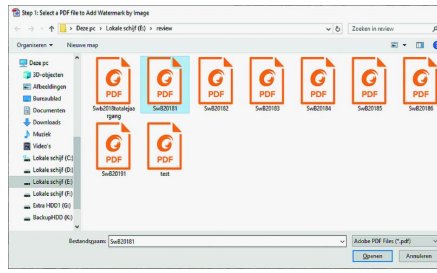 Step 1: Select a PDF file to Add Watermark by Image
Deze pc > Lokale schijf (E:) > review
Zoeken in review
Organiseren
Nieuwe map
Deze pc
3D-objecten
Afbeeldingen
Bureaublad
Documenten
Downloads
Muziek
Video's
Lokale schijf (C:)
Lokale schijf (D:)
Lokale schijf (E:)
Lokale schijf (F:)
Extra HDD1 (G:)
BackupHDD (K:)
PDF
PDF
PDF
PDF
PDF
PDF
Swb2018totalejas
rgang
SwB20181
SwB20182
SwB20183
SwB20184
SwB20185
SwB20186
PDF
PDF
PDF
SwB20191
test
Bestandsnaam:
SwB20181
Adobe PDF Files (*.pdf)
Openen
Annuleren